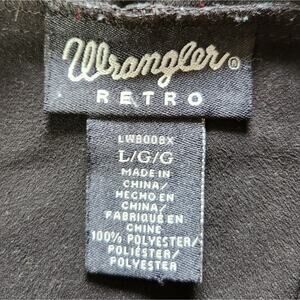 Wrangler®
RETRO
LW8008X
L/G/G
MADE IN
CHINA/
HECHO EN
CHINA/
FABRIQUÉ EN
CHINE
100% POLYESTER/
POLIÉSTER/
POLYESTER